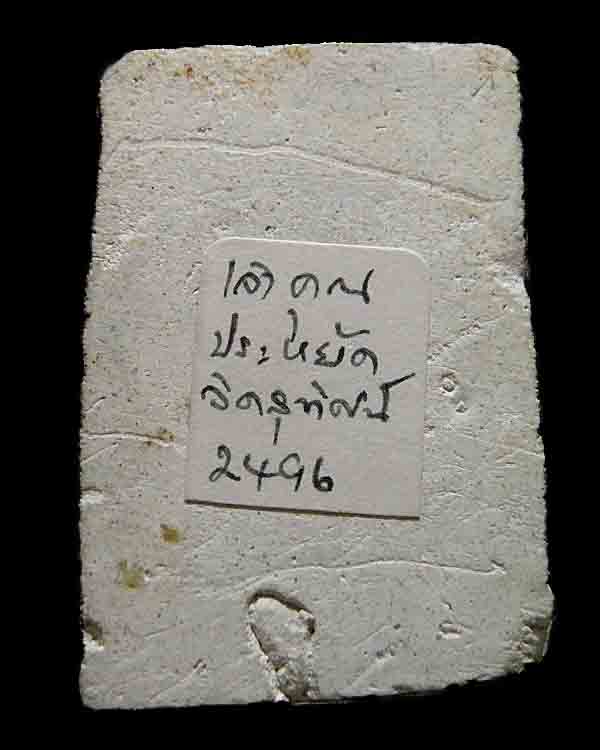 เจ้าคุณ
ประหยัด
วัดสุทัศน์
2496